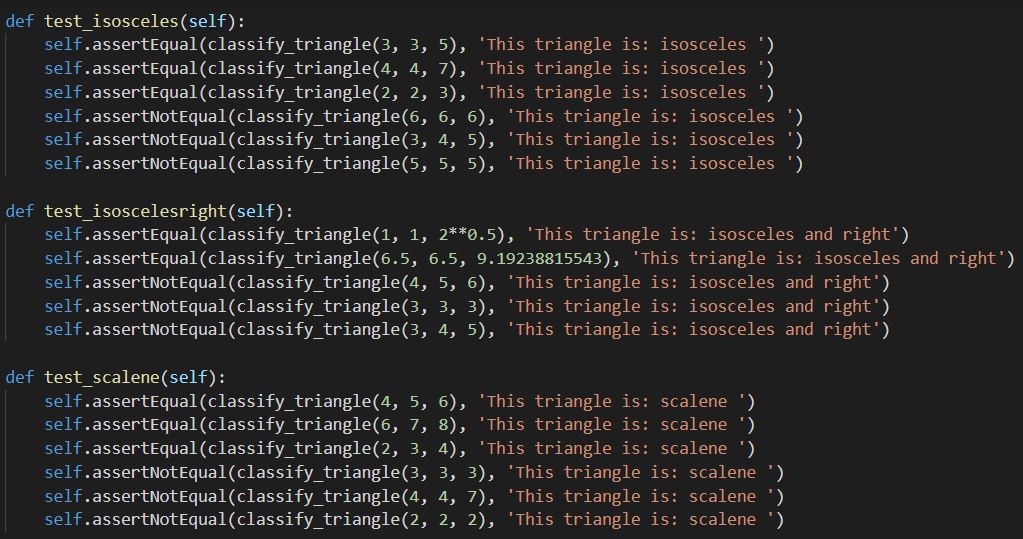 def test_isosceles(self):
    self.assertEqual(classify_triangle(3, 3, 5), 'This triangle is: isosceles ')
    self.assertEqual(classify_triangle(4, 4, 7), 'This triangle is: isosceles ')
    self.assertEqual(classify_triangle(2, 2, 3), 'This triangle is: isosceles ')
    self.assertNotEqual(classify_triangle(6, 6, 6), 'This triangle is: isosceles ')
    self.assertNotEqual(classify_triangle(3, 4, 5), 'This triangle is: isosceles ')
    self.assertNotEqual(classify_triangle(5, 5, 5), 'This triangle is: isosceles ')

def test_isoscelesright(self):
    self.assertEqual(classify_triangle(1, 1, 2**0.5), 'This triangle is: isosceles and right')
    self.assertEqual(classify_triangle(6.5, 6.5, 9.19238815543), 'This triangle is: isosceles and right')
    self.assertNotEqual(classify_triangle(4, 5, 6), 'This triangle is: isosceles and right')
    self.assertNotEqual(classify_triangle(3, 3, 3), 'This triangle is: isosceles and right')
    self.assertNotEqual(classify_triangle(3, 4, 5), 'This triangle is: isosceles and right')

def test_scalene(self):
    self.assertEqual(classify_triangle(4, 5, 6), 'This triangle is: scalene ')
    self.assertEqual(classify_triangle(6, 7, 8), 'This triangle is: scalene ')
    self.assertEqual(classify_triangle(2, 3, 4), 'This triangle is: scalene ')
    self.assertNotEqual(classify_triangle(3, 3, 3), 'This triangle is: scalene ')
    self.assertNotEqual(classify_triangle(4, 4, 7), 'This triangle is: scalene ')
    self.assertNotEqual(classify_triangle(2, 2, 2), 'This triangle is: scalene ')